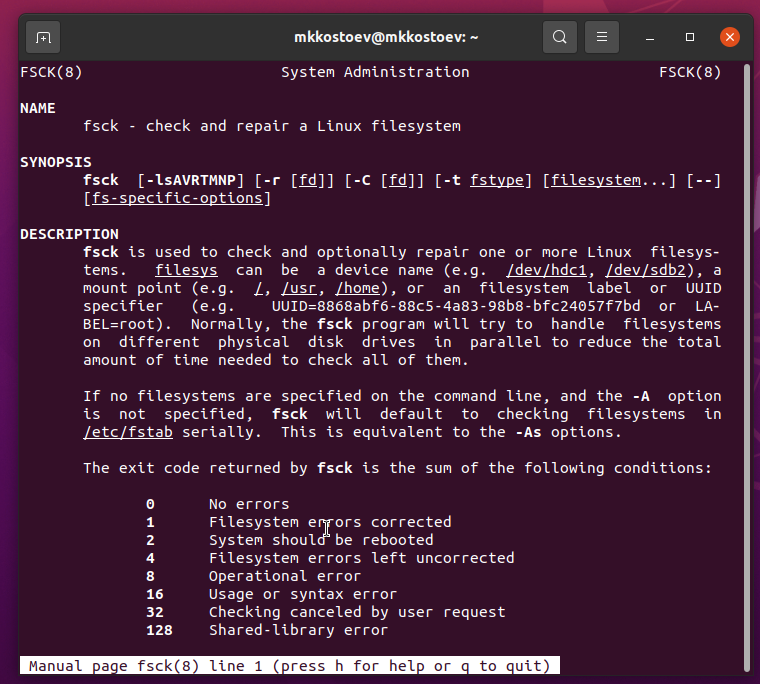 mkkostoev@mkkostoev: ~
FSCK(8) System Administration FSCK(8)
NAME
fsck - check and repair a Linux filesystem
SYNOPSIS
fsck [-lsAVRTMNP] [-r [fd]] [-C [fd]] [-t fstype] [filesystem...] [--]
[fs-specific-options]
DESCRIPTION
fsck is used to check and optionally repair one or more Linux filesys-
tems. filesys can be a device name (e.g. /dev/hdc1, /dev/sdb2), a
mount point (e.g. /, /usr, /home), or an filesystem label or UUID
specifier (e.g. UUID=8868abf6-88c5-4a83-98b8-bfc24057f7bd or LA-
BEL=root). Normally, the fsck program will try to handle filesystems
on different physical disk drives in parallel to reduce the total
amount of time needed to check all of them.
If no filesystems are specified on the command line, and the -A option
is not specified, fsck will default to checking filesystems in
/etc/fstab serially. This is equivalent to the -As options.
The exit code returned by fsck is the sum of the following conditions:
0 No errors
1 Filesystem errors corrected
2 System should be rebooted
4 Filesystem errors left uncorrected
8 Operational error
16 Usage or syntax error
32 Checking canceled by user request
128 Shared-library error
Manual page fsck(8) line 1 (press h for help or q to quit)